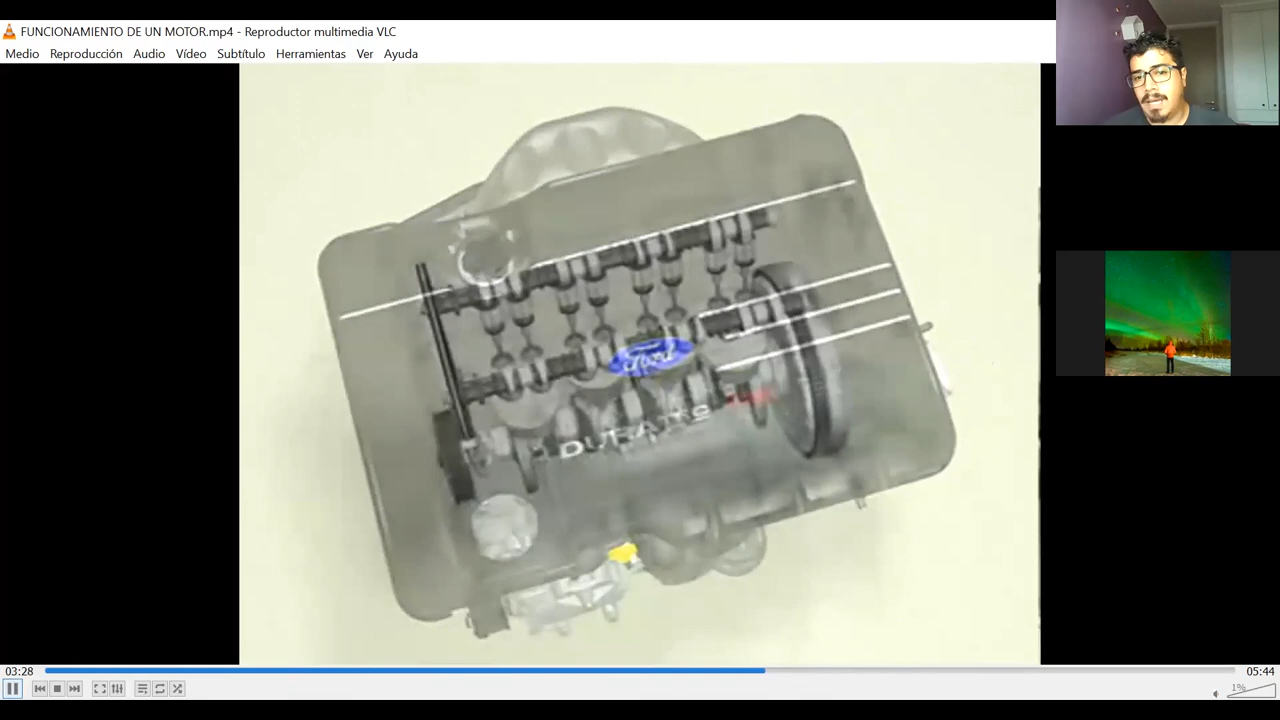 FUNCIONAMIENTO DE UN MOTOR.mp4 - Reproductor multimedia VLC
Medio Reproducción Audio Vídeo Subtítulo Herramientas Ver Ayuda
Ford
03:28
05:44
1%